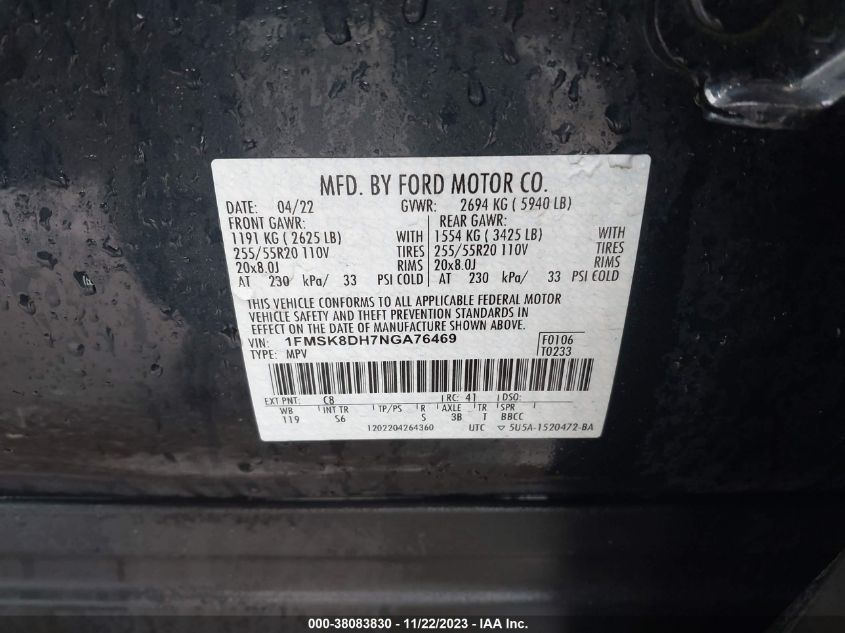 MFD. BY FORD MOTOR CO.
DATE: 04/22 GVWR: 2694 KG ( 5940 LB)
FRONT GAWR: REAR GAWR:
1191 KG ( 2625 LB) WITH 1554 KG ( 3425 LB) WITH
255/55R20 110V TIRES 255/55R20 110V TIRES
20x8.0J RIMS 20x8.0J RIMS
AT 230 kPa/ 33 PSI COLD AT 230 kPa/ 33 PSI COLD
THIS VEHICLE CONFORMS TO ALL APPLICABLE FEDERAL MOTOR
VEHICLE SAFETY AND THEFT PREVENTION STANDARDS IN
EFFECT ON THE DATE OF MANUFACTURE SHOWN ABOVE.
VIN: 1FMSK8DH7NGA76469 F0106
TYPE: MPV T0233
EXT PNT: C8 RC: 41 DSO:
WB INT TR TP/PS R AXLE TR SPR
119 S6 S 3B T BBCC
1202204264360 UTC ▽ 5U5A-1520472-BA
000-38083830 - 11/22/2023 - IAA Inc.